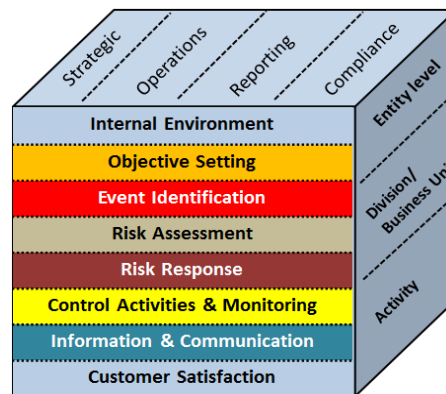 Strategic
Operations
Reporting
Compliance
Internal Environment
Objective Setting
Event Identification
Risk Assessment
Risk Response
Control Activities & Monitoring
Information & Communication
Customer Satisfaction
Entity level
Division/
Business Un
Activity